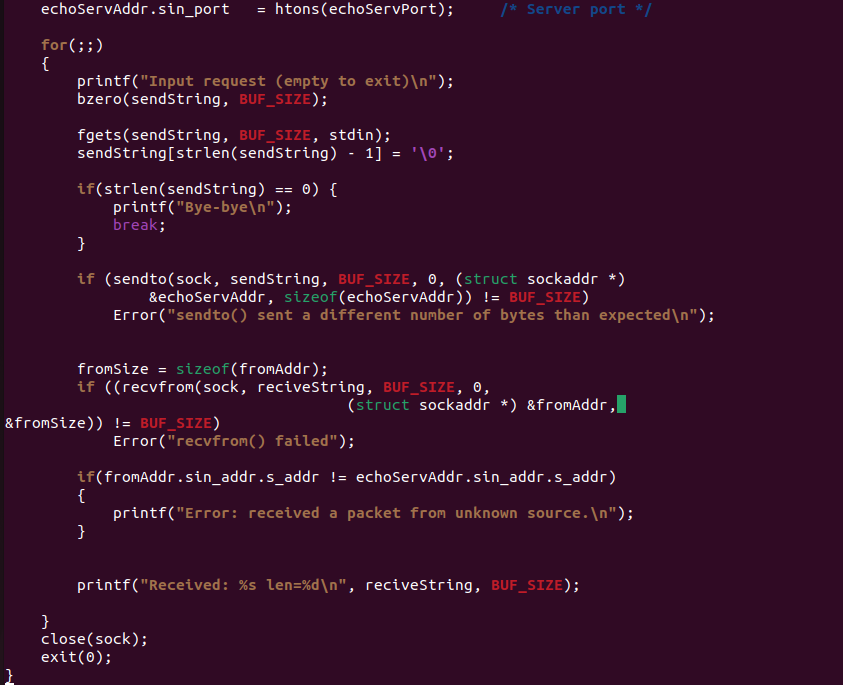 echoServAddr.sin_port   = htons(echoServPort);     /* Server port */
    for(;;)
    {
        printf("Input request (empty to exit)\n");
        bzero(sendString, BUF_SIZE);
        fgets(sendString, BUF_SIZE, stdin);
        sendString[strlen(sendString) - 1] = '\0';
        if(strlen(sendString) == 0) {
            printf("Bye-bye\n");
            break;
        }
        if (sendto(sock, sendString, BUF_SIZE, 0, (struct sockaddr *)
                &echoServAddr, sizeof(echoServAddr)) != BUF_SIZE)
            Error("sendto() sent a different number of bytes than expected\n");
        fromSize = sizeof(fromAddr);
        if ((recvfrom(sock, reciveString, BUF_SIZE, 0,
                                      (struct sockaddr *) &fromAddr,
&fromSize)) != BUF_SIZE)
            Error("recvfrom() failed");
        if(fromAddr.sin_addr.s_addr != echoServAddr.sin_addr.s_addr)
        {
            printf("Error: received a packet from unknown source.\n");
        }
        printf("Received: %s len=%d\n", reciveString, BUF_SIZE);
    }
    close(sock);
    exit(0);
}